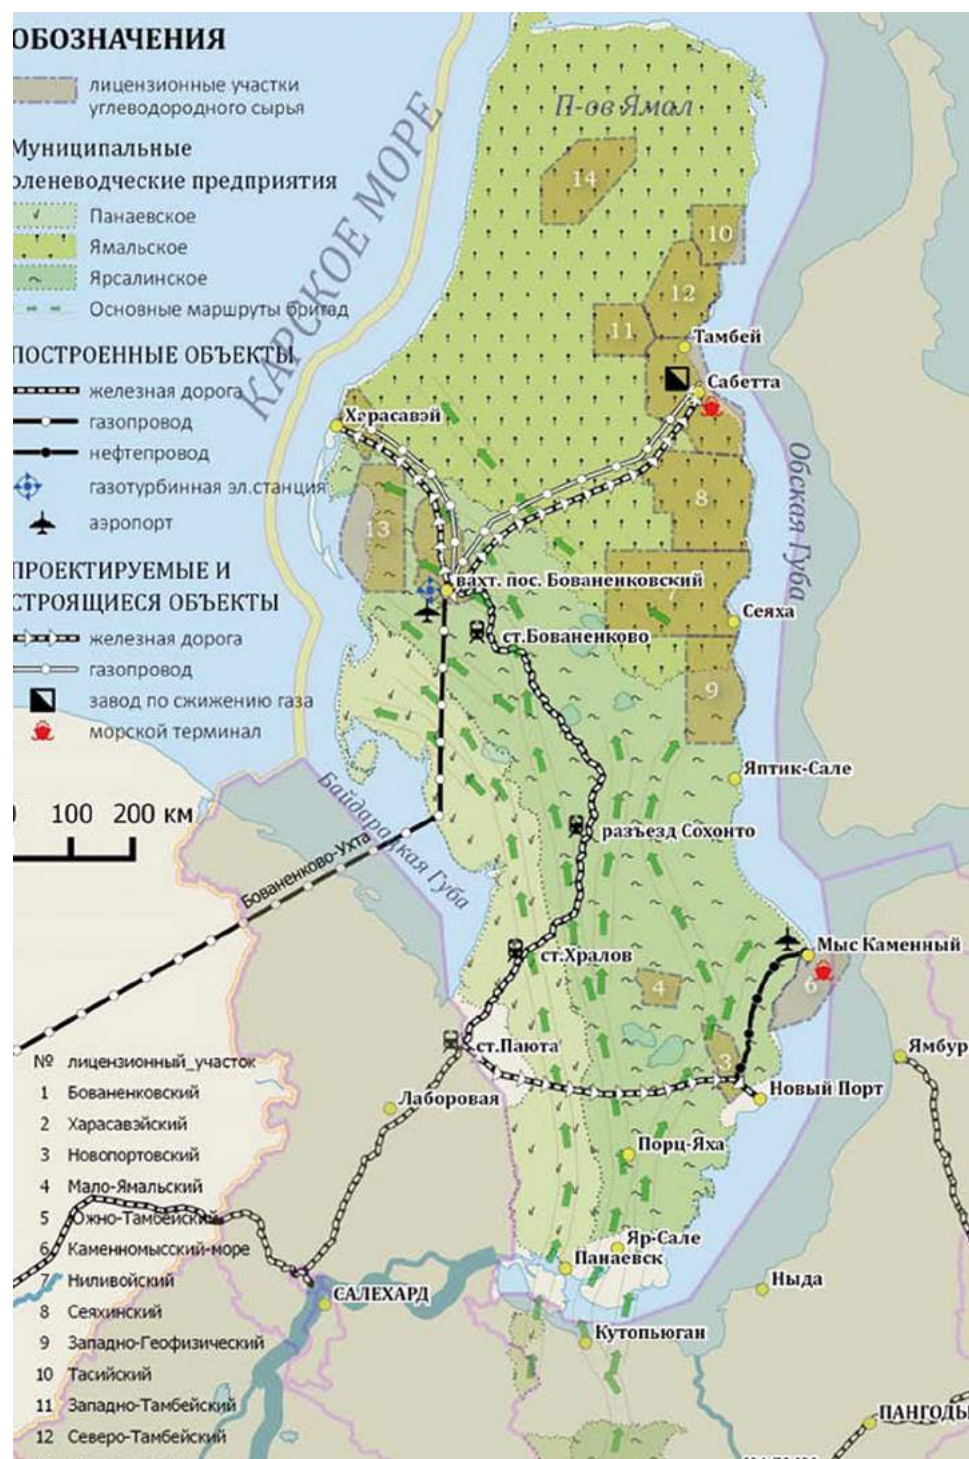 ОБОЗНАЧЕНИЯ
лицензионные участки
углеводородного сырья
Муниципальные
оленеводческие предприятия
Панаевское
Ямальское
Ярсалинское
Основные маршруты бригад
ПОСТРОЕННЫЕ ОБЪЕКТЫ
железная дорога
газопровод
нефтепровод
газотурбинная эл.станция
аэропорт
ПРОЕКТИРУЕМЫЕ И
СТРОЯЩИЕСЯ ОБЪЕКТЫ
железная дорога
газопровод
завод по сжижению газа
морской терминал
0 100 200 км
№ лицензионный_участок
1 Бованенковский
2 Харасавэйский
3 Новопортовский
4 Мало-Ямальский
5 Южно-Тамбейский
6 Каменномысский-море
7 Ниливойский
8 Сеяхинский
9 Западно-Геофизический
10 Тасийский
11 Западно-Тамбейский
12 Северо-Тамбейский
КАРСКОЕ МОРЕ
П-ов Ямал
14
10
12
11
Тамбей
Сабетта
Харасавэй
Обская Губа
8
13
вахт. пос. Бованенковский
7
Сеяха
ст.Бованенково
9
Яптик-Сале
Байдарацкая Губа
разъезд Сохонто
Бованенково-Ухта
Мыс Каменный
ст.Хралов
4
6
ст.Паюта
3
Ямбур
Новый Порт
Лаборовая
Порц-Яха
Яр-Сале
Панаевск
Ныда
САЛЕХАРД
Кутопьюган
ПАНГОДЫ